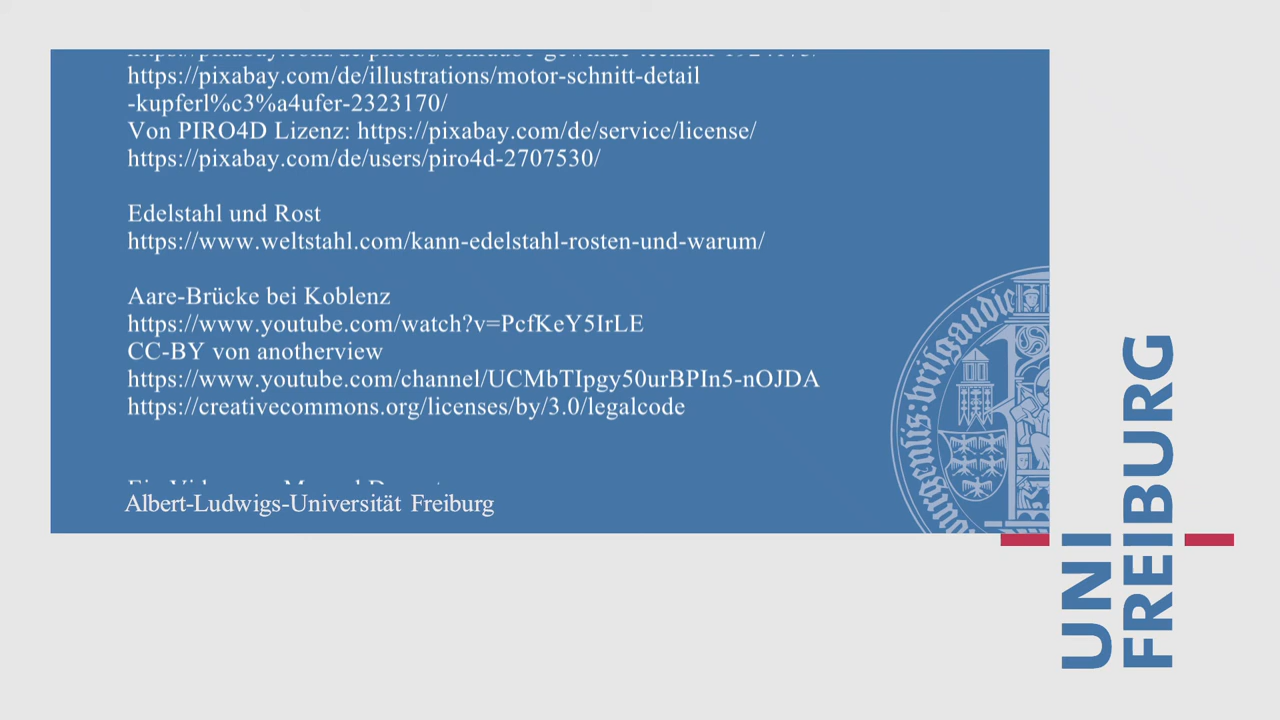 https://pixabay.com/de/illustrations/motor-schnitt-detail
-kupferl%c3%a4ufer-2323170/
Von PIRO4D Lizenz: https://pixabay.com/de/service/license/
https://pixabay.com/de/users/piro4d-2707530/
Edelstahl und Rost
https://www.weltstahl.com/kann-edelstahl-rosten-und-warum/
Aare-Brücke bei Koblenz
https://www.youtube.com/watch?v=PcfKeY5IrLE
CC-BY von anotherview
https://www.youtube.com/channel/UCMbTIpgy50urBPIn5-nOJDA
https://creativecommons.org/licenses/by/3.0/legalcode
Albert-Ludwigs-Universität Freiburg
UNI
FREIBURG